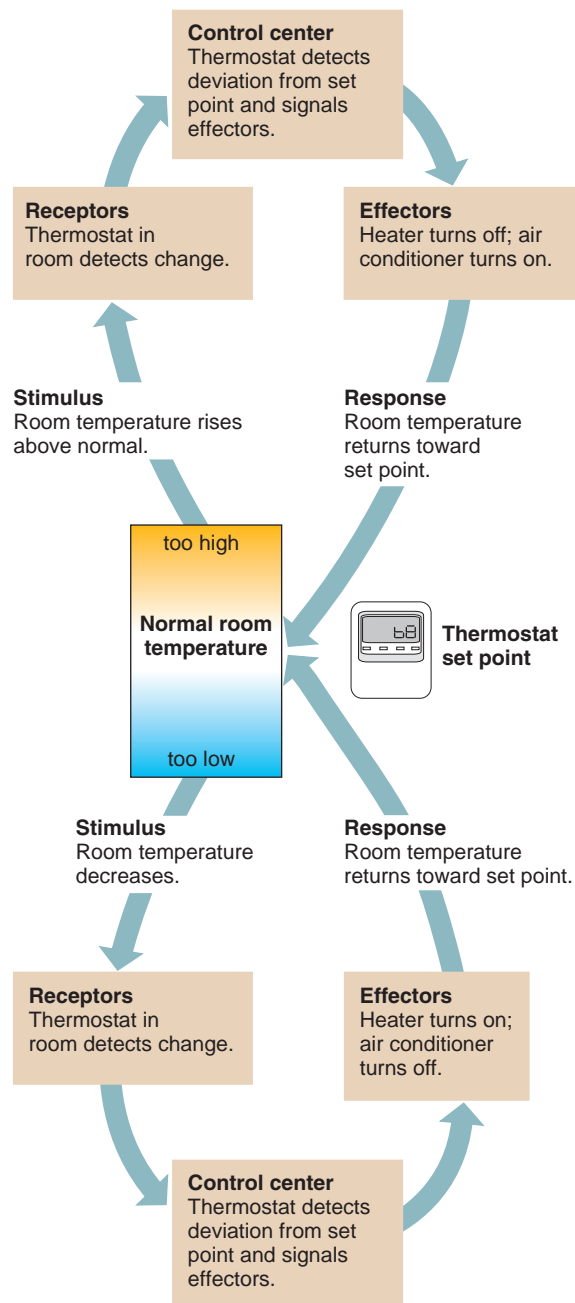 Control center
Thermostat detects
deviation from set
point and signals
effectors.
Receptors
Thermostat in
room detects change.
Effectors
Heater turns off; air
conditioner turns on.
Stimulus
Room temperature rises
above normal.
Response
Room temperature
returns toward
set point.
too high
Normal room
temperature
too low
68
Thermostat
set point
Stimulus
Room temperature
decreases.
Response
Room temperature
returns toward set point.
Receptors
Thermostat in
room detects change.
Effectors
Heater turns on;
air conditioner
turns off.
Control center
Thermostat detects
deviation from set
point and signals
effectors.